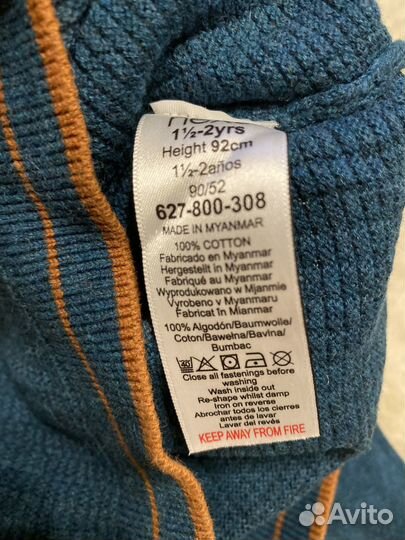 1½-2yrs
Height 92cm
1½-2años
90/52
627-800-308
MADE IN MYANMAR
100% COTTON
Fabricado en Myanmar
Hergestellt in Myanmar
Fabriqué au Myanmar
Wyprodukowano w Mjanmie
Vyrobeno v Myanmaru
Fabricat în Myanmar
100% Algodón/Baumwolle/
Coton/Bawełna/Bavlna/
Bumbac
Close all fastenings before
washing
Wash inside out
Re-shape whilst damp
Iron on reverse
Abrochar todos los cierres
antes de lavar
Lavar del revés
KEEP AWAY FROM FIRE
Avito